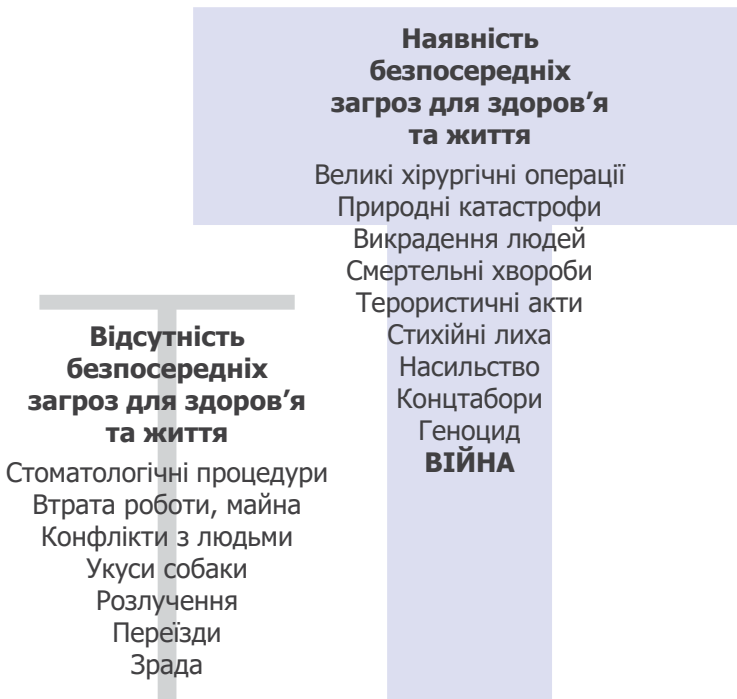 Наявність
безпосередніх
загроз для здоров’я
та життя
Великі хірургічні операції
Природні катастрофи
Викрадення людей
Смертельні хвороби
Терористичні акти
Стихійні лиха
Насильство
Концтабори
Геноцид
ВІЙНА
Відсутність
безпосередніх
загроз для здоров’я
та життя
Стоматологічні процедури
Втрата роботи, майна
Конфлікти з людьми
Укуси собаки
Розлучення
Переїзди
Зрада